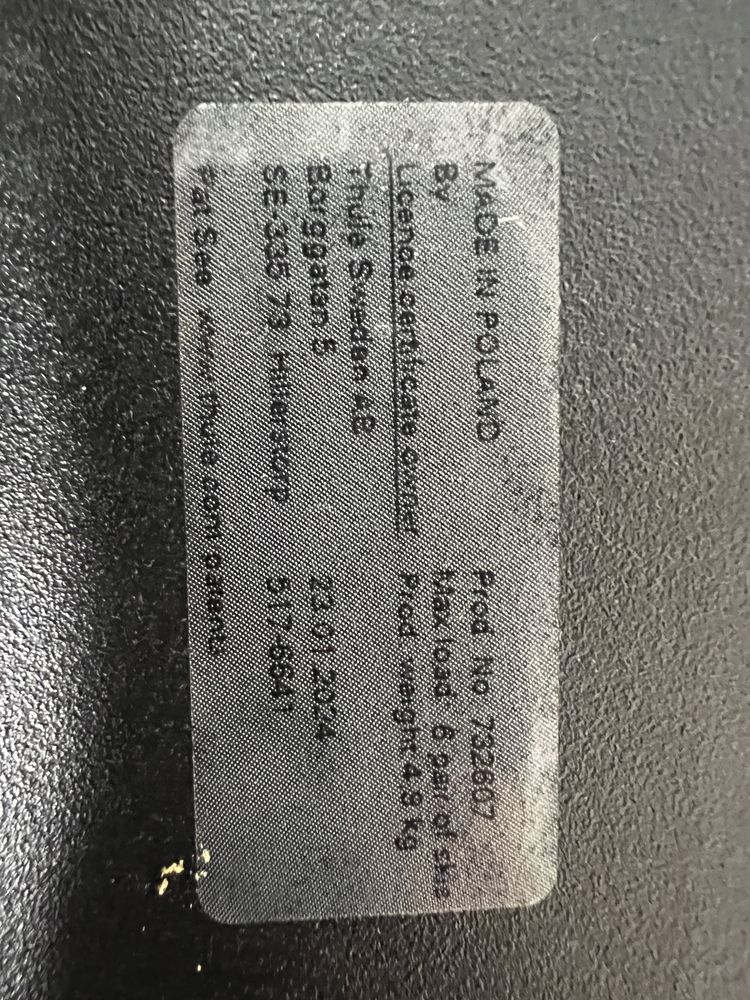 MADE IN POLAND
By
Licence certificate owner
Thule Sweden AB
Borggatan 5
SE-335 73 Hillerstorp
Pat See www.Thule.com patents
Prod No 732607
Max load 6 pair of skis
Prod weight 4.9 kg
23.01.2024
517-6641